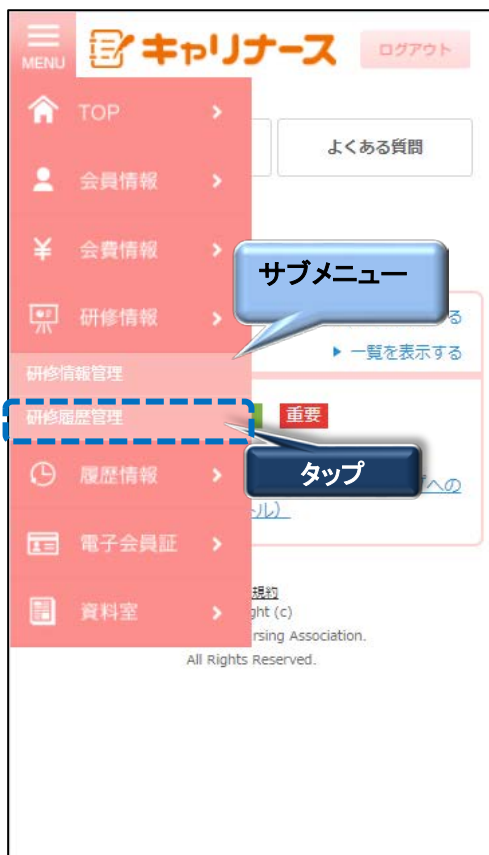 MENU
キャリナース
ログアウト
TOP
よくある質問
会員情報
会費情報
サブメニュー
研修情報
る
一覧を表示する
研修情報管理
研修履歴管理
重要
タップ
履歴情報
への
ル）
電子会員証
規約
資料室
ght (c)
rsing Association.
All Rights Reserved.